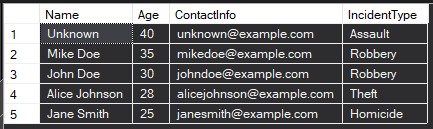 Name Age ContactInfo IncidentType
1 Unknown 40 unknown@example.com Assault
2 Mike Doe 35 mikedoe@example.com Robbery
3 John Doe 30 johndoe@example.com Robbery
4 Alice Johnson 28 alicejohnson@example.com Theft
5 Jane Smith 25 janesmith@example.com Homicide